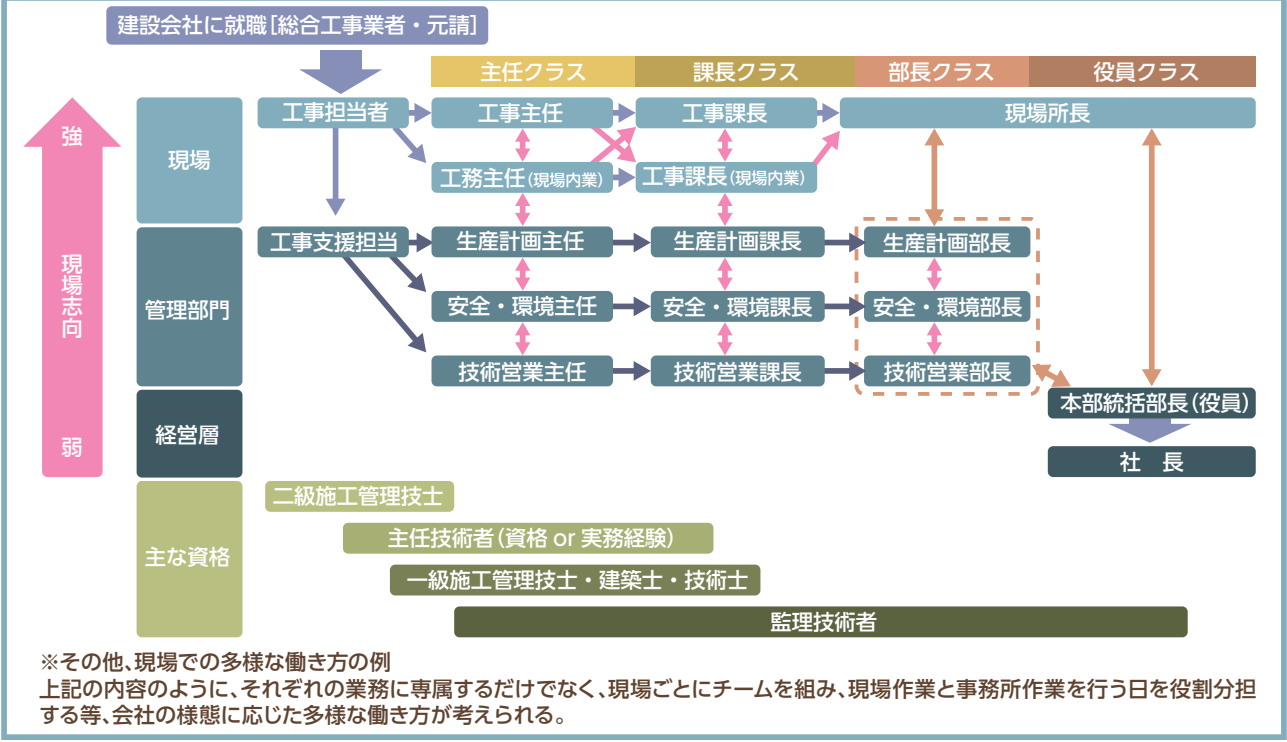 建設会社に就職[総合工事業者・元請]
主任クラス
課長クラス
部長クラス
役員クラス
強
現場志向
弱
現場
工事担当者
工事主任
工事課長
現場所長
工務主任(現場内業)
工事課長(現場内業)
管理部門
工事支援担当
生産計画主任
生産計画課長
生産計画部長
安全・環境主任
安全・環境課長
安全・環境部長
技術営業主任
技術営業課長
技術営業部長
経営層
本部統括部長(役員)
社 長
主な資格
二級施工管理技士
主任技術者(資格 or 実務経験)
一級施工管理技士・建築士・技術士
監理技術者
※その他、現場での多様な働き方の例
上記の内容のように、それぞれの業務に専属するだけでなく、現場ごとにチームを組み、現場作業と事務所作業を行う日を役割分担
する等、会社の様態に応じた多様な働き方が考えられる。